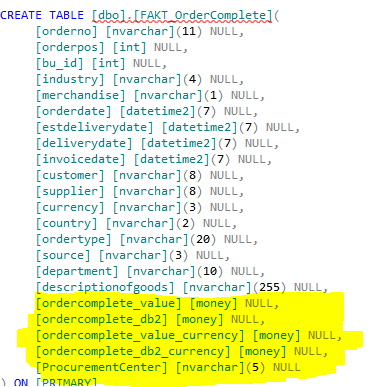 CREATE TABLE [dbo].[FAKT_OrderComplete](
[orderno] [nvarchar](11) NULL,
[orderpos] [int] NULL,
[bu_id] [int] NULL,
[industry] [nvarchar](4) NULL,
[merchandise] [nvarchar](1) NULL,
[orderdate] [datetime2](7) NULL,
[estdeliverydate] [datetime2](7) NULL,
[deliverydate] [datetime2](7) NULL,
[invoicedate] [datetime2](7) NULL,
[customer] [nvarchar](8) NULL,
[supplier] [nvarchar](8) NULL,
[currency] [nvarchar](3) NULL,
[country] [nvarchar](2) NULL,
[ordertype] [nvarchar](20) NULL,
[source] [nvarchar](3) NULL,
[department] [nvarchar](10) NULL,
[descriptionofgoods] [nvarchar](255) NULL,
[ordercomplete_value] [money] NULL,
[ordercomplete_db2] [money] NULL,
[ordercomplete_value_currency] [money] NULL,
[ordercomplete_db2_currency] [money] NULL,
[ProcurementCenter] [nvarchar](5) NULL
) ON [PRIMARY]